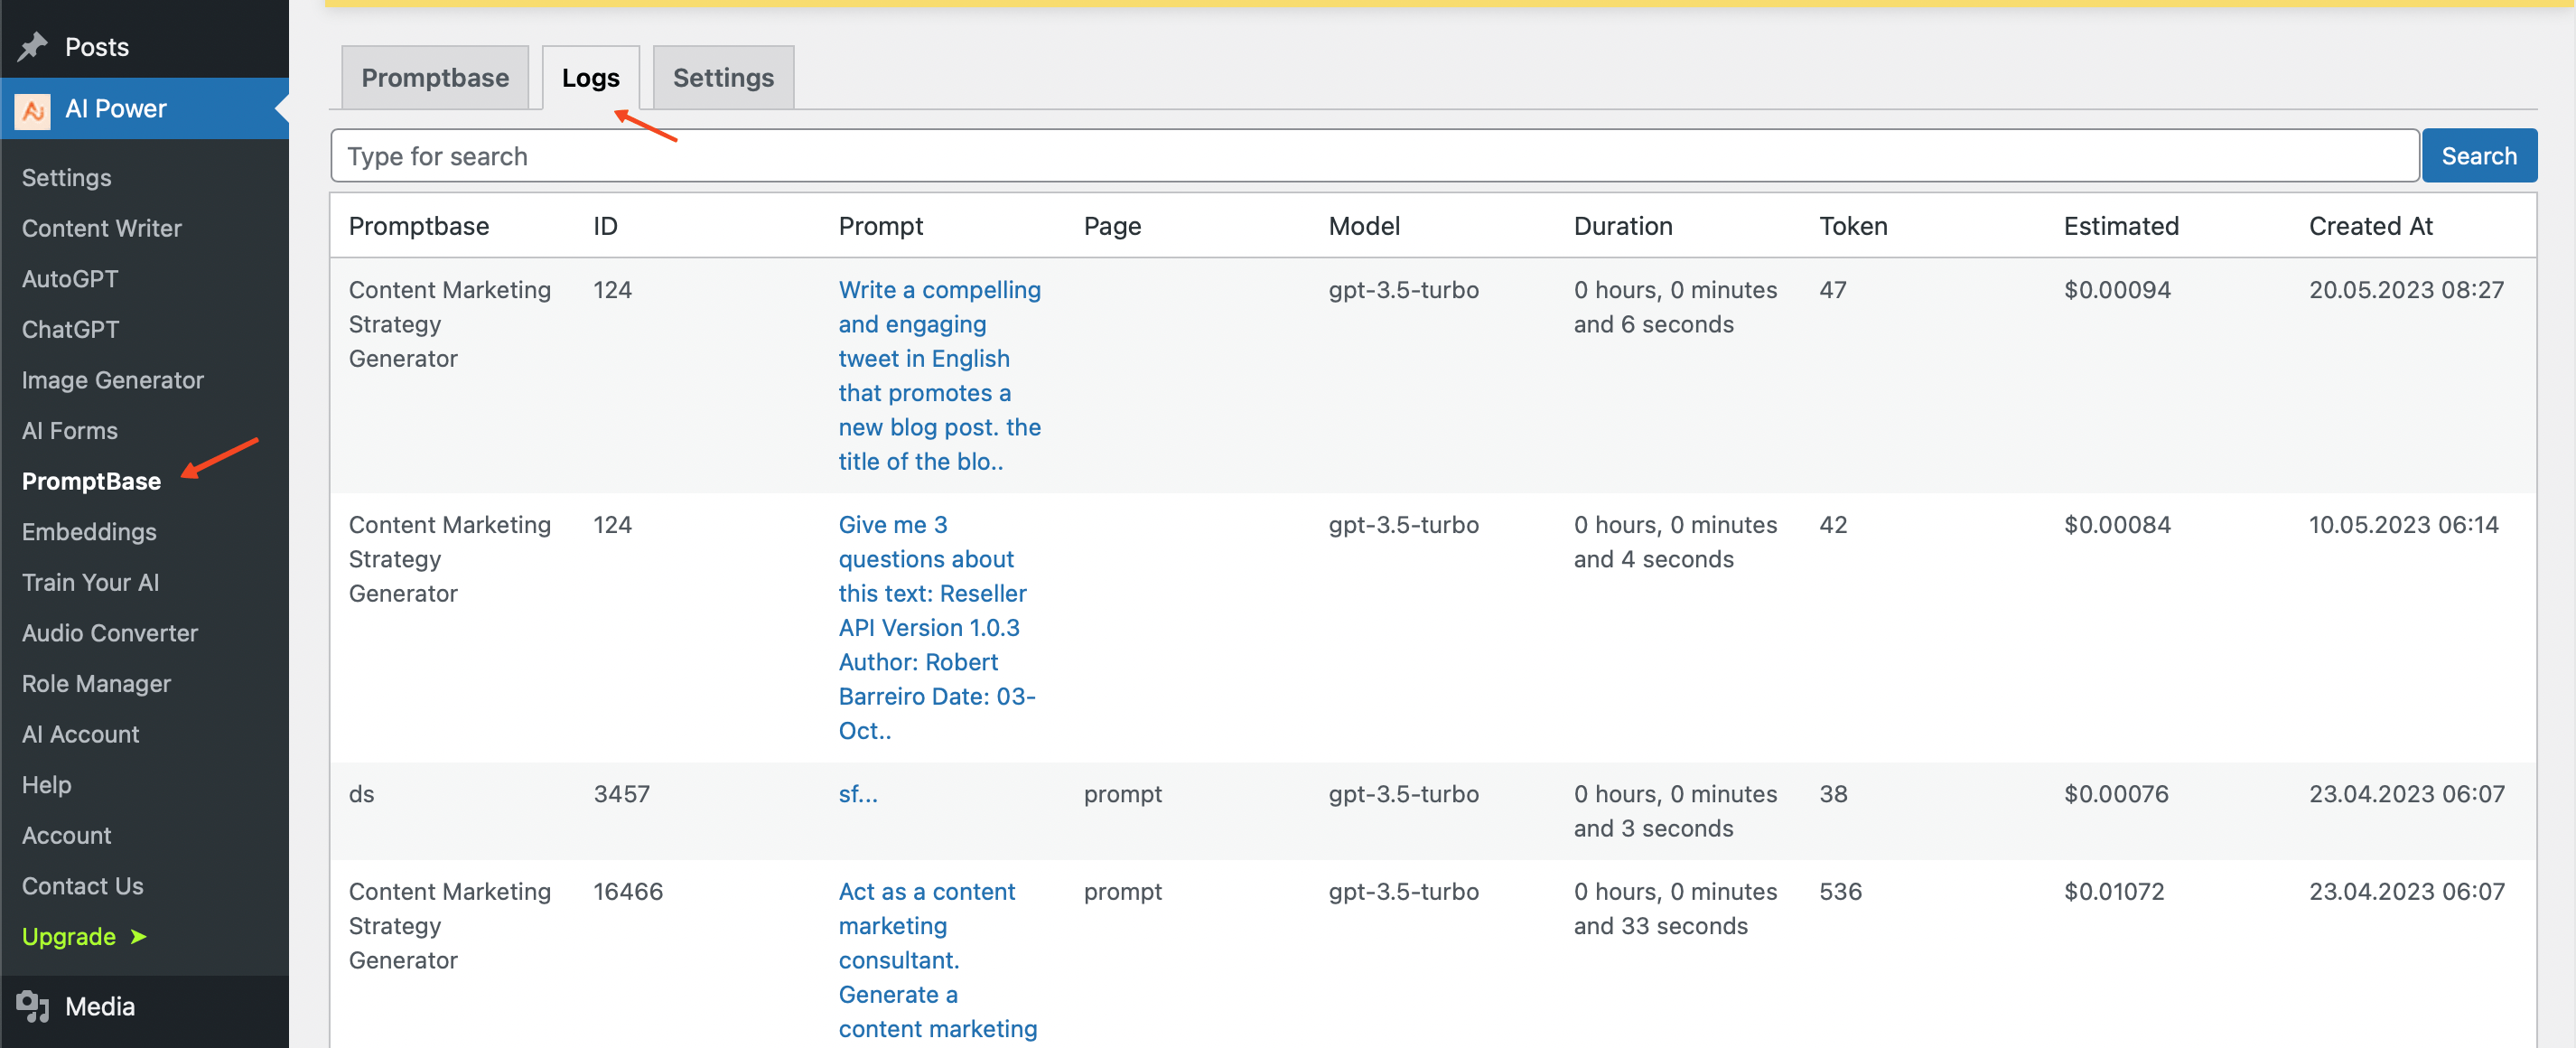 Posts
AI Power
Settings
Content Writer
AutoGPT
ChatGPT
Image Generator
AI Forms
PromptBase
Embeddings
Train Your AI
Audio Converter
Role Manager
AI Account
Help
Account
Contact Us
Upgrade ➤
Media
Promptbase Logs Settings
Type for search Search
Promptbase ID Prompt Page Model Duration Token Estimated Created At
Content Marketing 124 Write a compelling gpt-3.5-turbo 0 hours, 0 minutes 47 $0.00094 20.05.2023 08:27
Strategy and engaging and 6 seconds
Generator tweet in English
that promotes a
new blog post. the
title of the blo..
Content Marketing 124 Give me 3 gpt-3.5-turbo 0 hours, 0 minutes 42 $0.00084 10.05.2023 06:14
Strategy questions about and 4 seconds
Generator this text: Reseller
API Version 1.0.3
Author: Robert
Barreiro Date: 03-
Oct..
ds 3457 sf... prompt gpt-3.5-turbo 0 hours, 0 minutes 38 $0.00076 23.04.2023 06:07
and 3 seconds
Content Marketing 16466 Act as a content prompt gpt-3.5-turbo 0 hours, 0 minutes 536 $0.01072 23.04.2023 06:07
Strategy marketing and 33 seconds
Generator consultant.
Generate a
content marketing